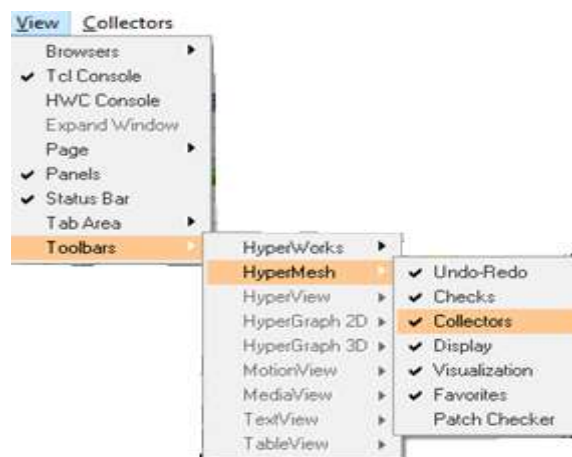 View Collectors
Browsers
Tcl Console
HWC Console
Expand Window
Page
Panels
Status Bar
Tab Area
Toolbars
HyperWorks
HyperMesh
HyperView
HyperGraph 2D
HyperGraph 3D
MotionView
MediaView
TextView
TableView
Undo-Redo
Checks
Collectors
Display
Visualization
Favorites
Patch Checker